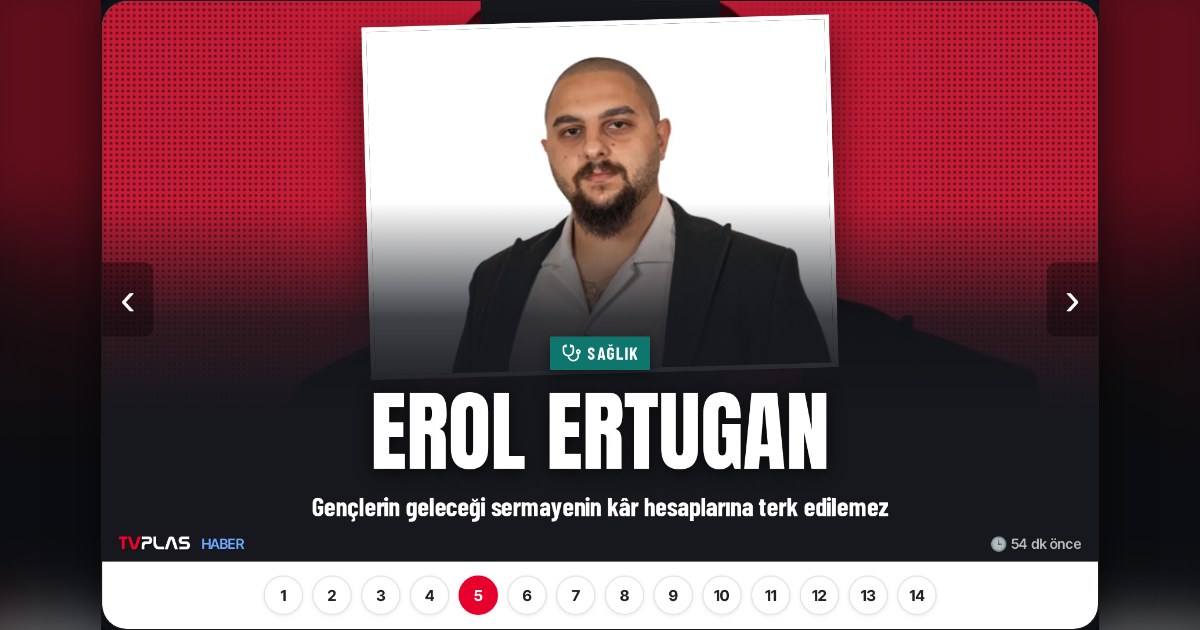 SAĞLIK
EROL ERTUGAN
Gençlerin geleceği sermayenin kâr hesaplarına terk edilemez
TVPLAS HABER
54 dk önce
1 2 3 4 5 6 7 8 9 10 11 12 13 14